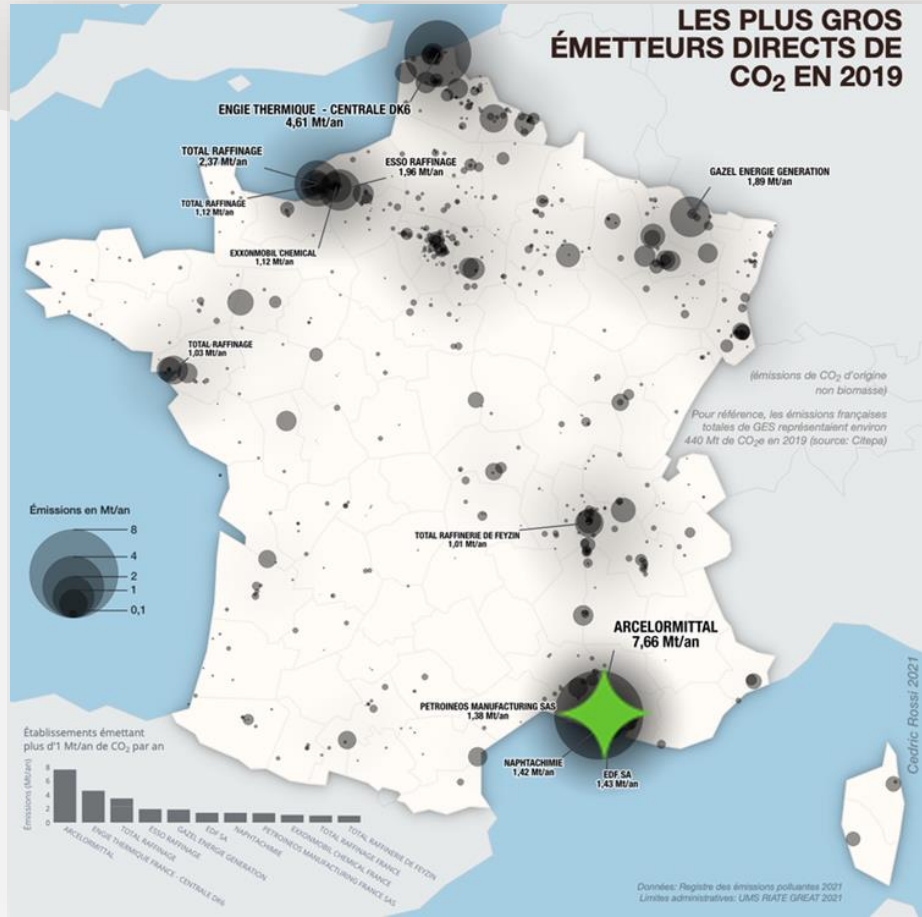 LES PLUS GROS
ÉMETTEURS DIRECTS DE
CO₂ EN 2019
ENGIE THERMIQUE - CENTRALE DK6
4,61 Mt/an
TOTAL RAFFINAGE
2,37 Mt/an
ESSO RAFFINAGE
1,96 Mt/an
GAZEL ENERGIE GENERATION
1,89 Mt/an
TOTAL RAFFINAGE
1,12 Mt/an
EXXONMOBIL CHEMICAL
1,12 Mt/an
TOTAL RAFFINAGE
1,03 Mt/an
(émissions de CO₂ d'origine
non biomasse)
Pour référence, les émissions françaises
totales de GES représentaient environ
440 Mt de CO₂e en 2019 (source: Citepa)
Émissions en Mt/an
8
4
2
1
0,1
TOTAL RAFFINERIE DE FEYZIN
1,01 Mt/an
ARCELORMITTAL
7,66 Mt/an
PETROINEOS MANUFACTURING SAS
1,38 Mt/an
NAPHTACHIMIE
1,42 Mt/an
EDF SA
1,43 Mt/an
Cedric Rossi 2021
Établissements émettant
plus d'1 Mt/an de CO₂ par an
Émissions (Mt/an)
8
6
4
2
0
ARCELORMITTAL
ENGIE THERMIQUE FRANCE - CENTRALE DK6
TOTAL RAFFINAGE
ESSO RAFFINAGE
GAZEL ENERGIE GENERATION
EDF SA
NAPHTACHIMIE
PETROINEOS MANUFACTURING FRANCE SAS
EXXONMOBIL CHEMICAL FRANCE
TOTAL RAFFINAGE FRANCE
TOTAL RAFFINERIE DE FEYZIN
Données: Registre des émissions polluantes 2021
Limites administratives: UMS RIATE GREAT 2021